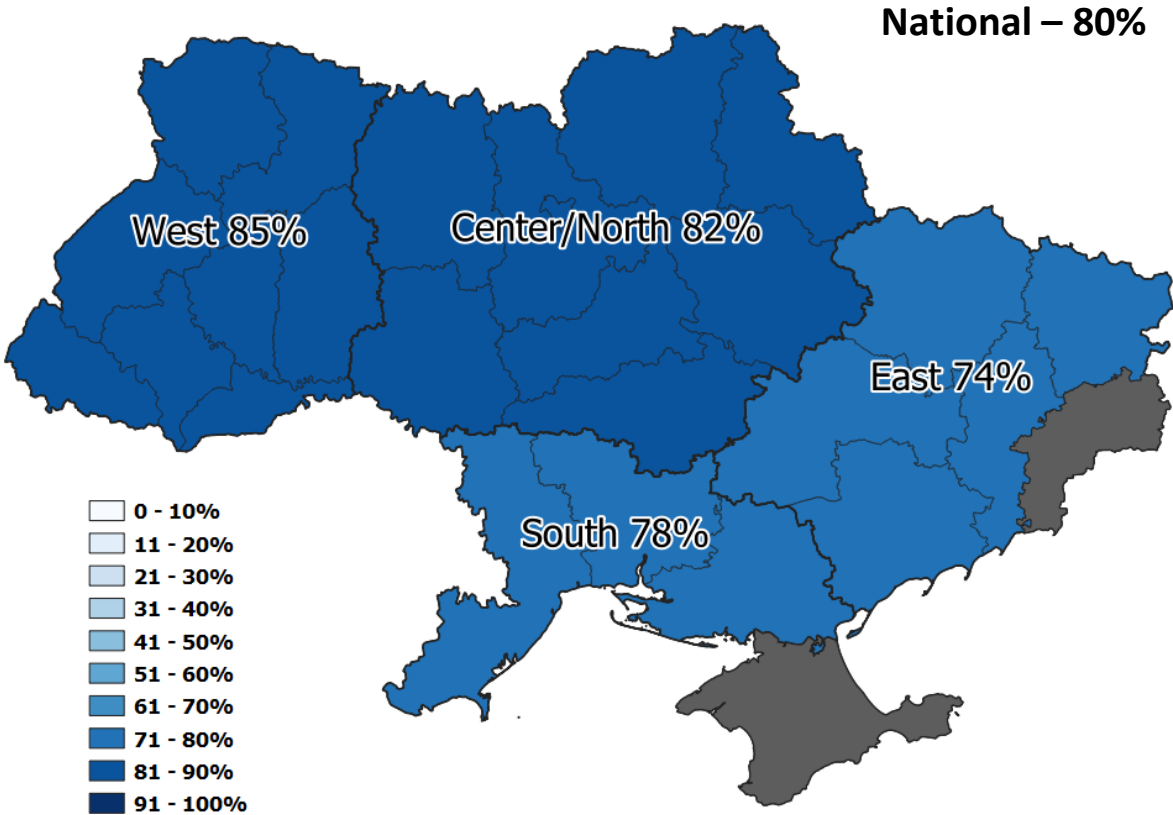 National – 80%
West 85%
Center/North 82%
East 74%
South 78%
0 - 10%
11 - 20%
21 - 30%
31 - 40%
41 - 50%
51 - 60%
61 - 70%
71 - 80%
81 - 90%
91 - 100%